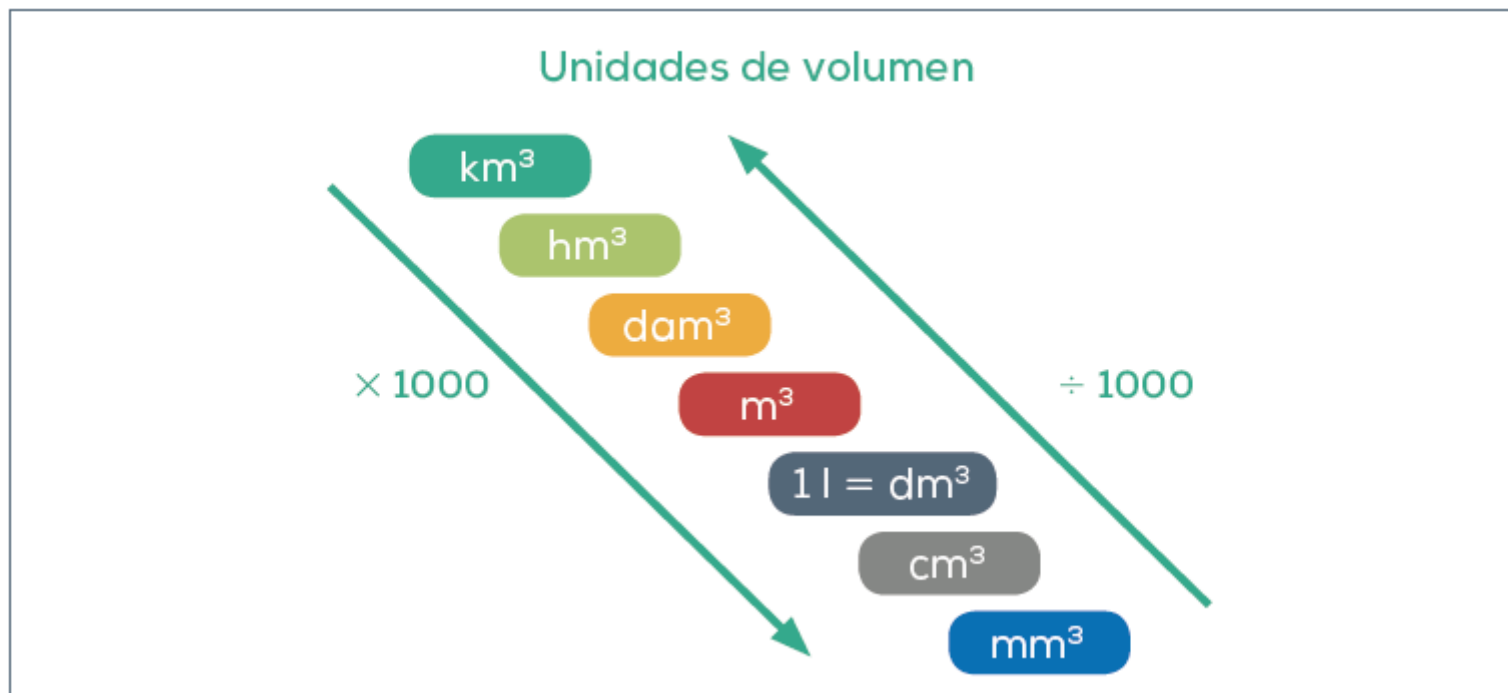 Unidades de volumen
km³
hm³
dam³
× 1000
m³
÷ 1000
1 l = dm³
cm³
mm³